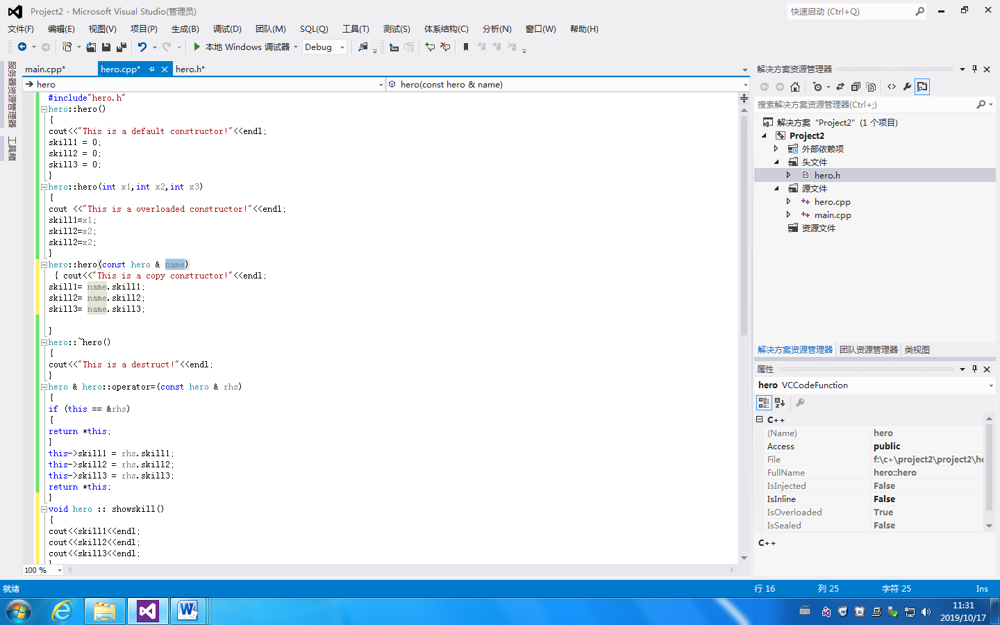 Project2 - Microsoft Visual Studio(管理员)
快速启动 (Ctrl+Q)
文件(F) 编辑(E) 视图(V) 项目(P) 生成(B) 调试(D) 团队(M) SQL(Q) 工具(T) 测试(S) 体系结构(C) 分析(N) 窗口(W) 帮助(H)
本地 Windows 调试器 Debug
服务器资源管理器
工具箱
main.cpp* hero.cpp* hero.h*
hero hero(const hero & name)
#include"hero.h"
hero::hero()
{
cout<<"This is a default constructor!"<<endl;
skill1 = 0;
skill2 = 0;
skill3 = 0;
}
hero::hero(int x1,int x2,int x3)
{
cout <<"This is a overloaded constructor!"<<endl;
skill1=x1;
skill2=x2;
skill2=x2;
}
hero::hero(const hero & name)
{ cout<<"This is a copy constructor!"<<endl;
skill1= name.skill1;
skill2= name.skill2;
skill3= name.skill3;
}
hero::~hero()
{
cout<<"This is a destruct!"<<endl;
}
hero & hero::operator=(const hero & rhs)
{
if (this == &rhs)
{
return *this;
}
this->skill1 = rhs.skill1;
this->skill2 = rhs.skill2;
this->skill3 = rhs.skill3;
return *this;
}
void hero :: showskill()
{
cout<<skill1<<endl;
cout<<skill2<<endl;
cout<<skill3<<endl;
}
100 %
解决方案资源管理器
搜索解决方案资源管理器(Ctrl+;)
解决方案 "Project2" (1 个项目)
Project2
外部依赖项
头文件
hero.h
源文件
hero.cpp
main.cpp
资源文件
解决方案资源管理器 团队资源管理器 类视图
属性
hero VCCodeFunction
C++
(Name) hero
Access public
File f:\c+\project2\project2\he
FullName hero::hero
IsInjected False
IsInline False
IsOverloaded True
IsSealed False
C++
就绪 行 16 列 25 字符 25 Ins
11:31
2019/10/17